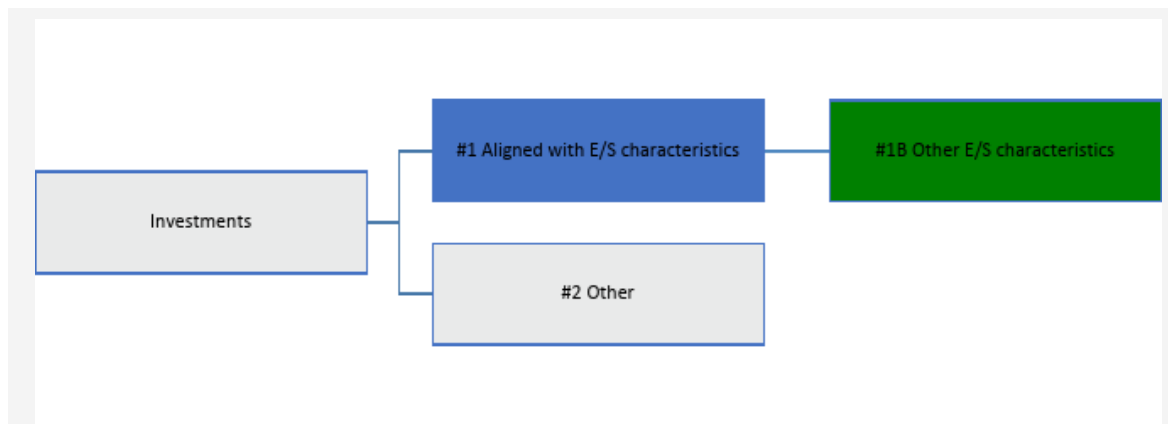 #1 Aligned with E/S characteristics
#1B Other E/S characteristics
Investments
#2 Other